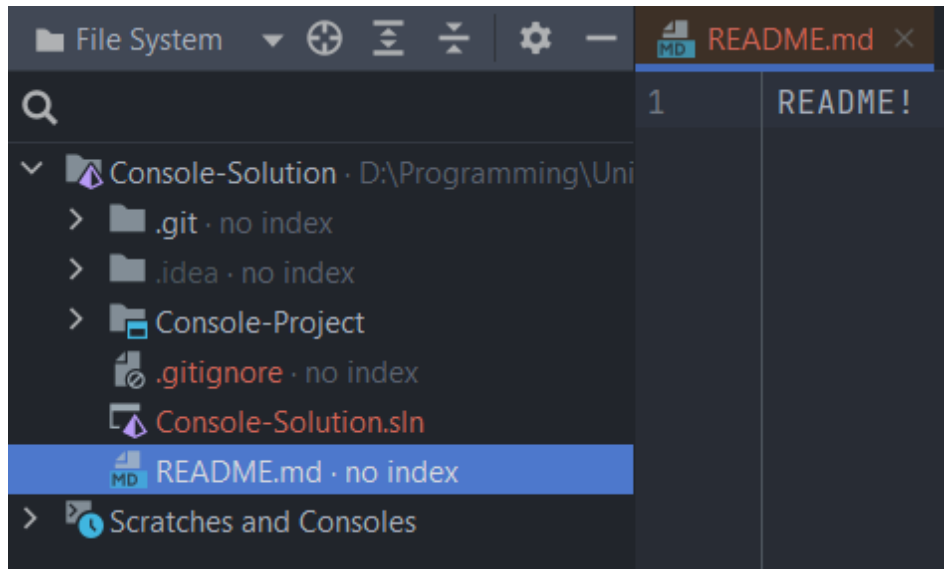 File System
README.md
1 README!
Console-Solution · D:\Programming\Uni
.git · no index
.idea · no index
Console-Project
.gitignore · no index
Console-Solution.sln
MD README.md · no index
Scratches and Consoles